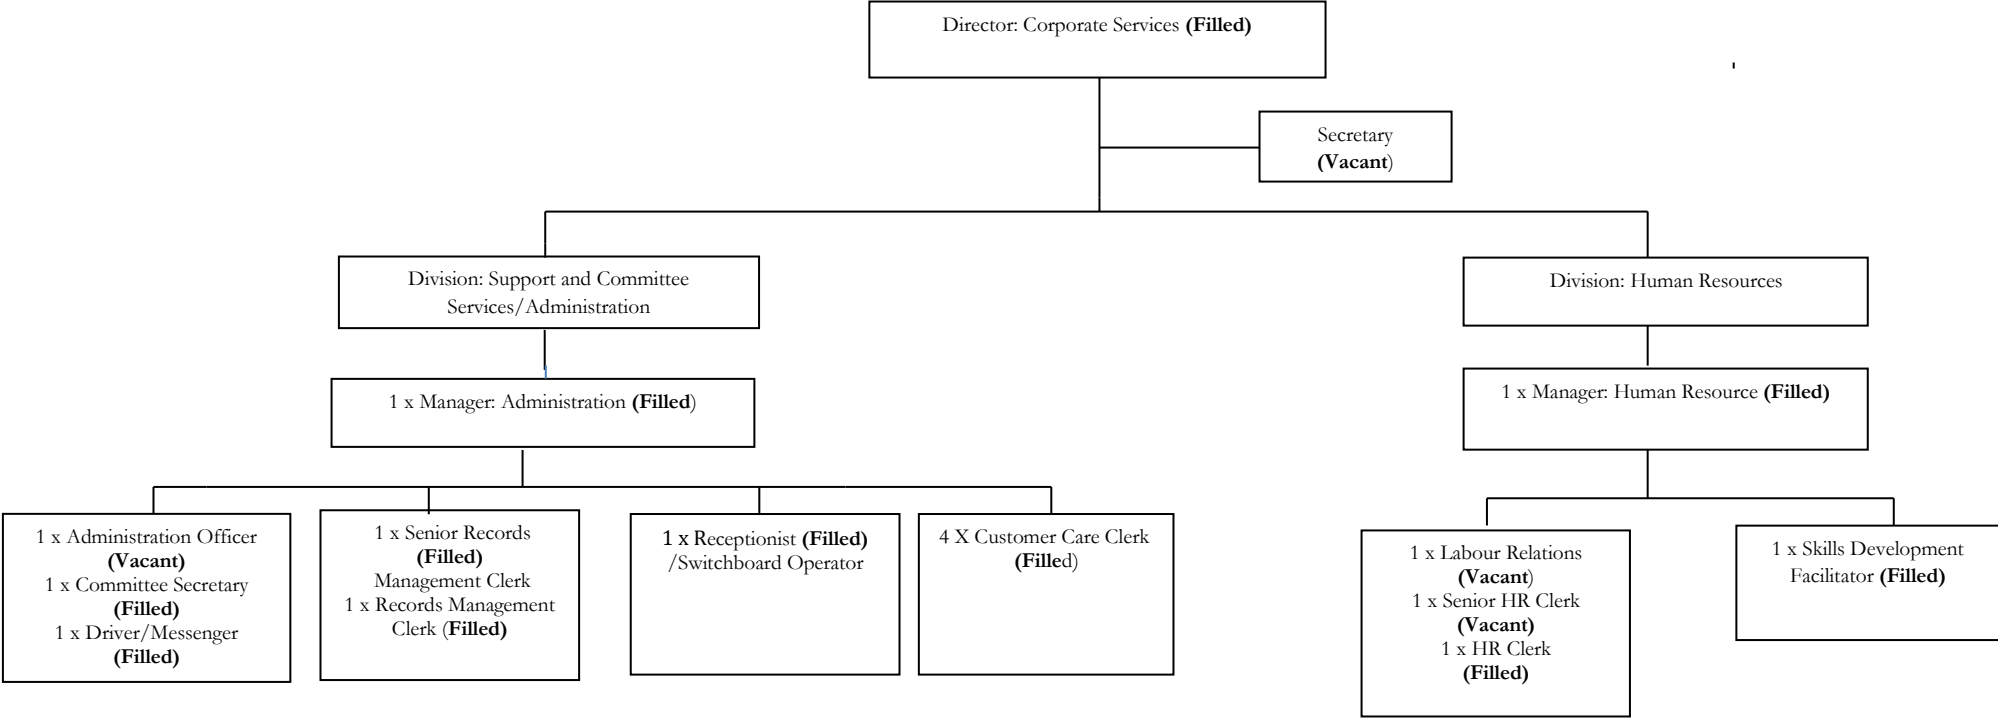 Director: Corporate Services (Filled)
Secretary
(Vacant)
Division: Support and Committee
Services/Administration
Division: Human Resources
1 x Manager: Administration (Filled)
1 x Manager: Human Resource (Filled)
1 x Administration Officer
(Vacant)
1 x Committee Secretary
(Filled)
1 x Driver/Messenger
(Filled)
1 x Senior Records
(Filled)
Management Clerk
1 x Records Management
Clerk (Filled)
1 x Receptionist (Filled)
/Switchboard Operator
4 X Customer Care Clerk
(Filled)
1 x Labour Relations
(Vacant)
1 x Senior HR Clerk
(Vacant)
1 x HR Clerk
(Filled)
1 x Skills Development
Facilitator (Filled)